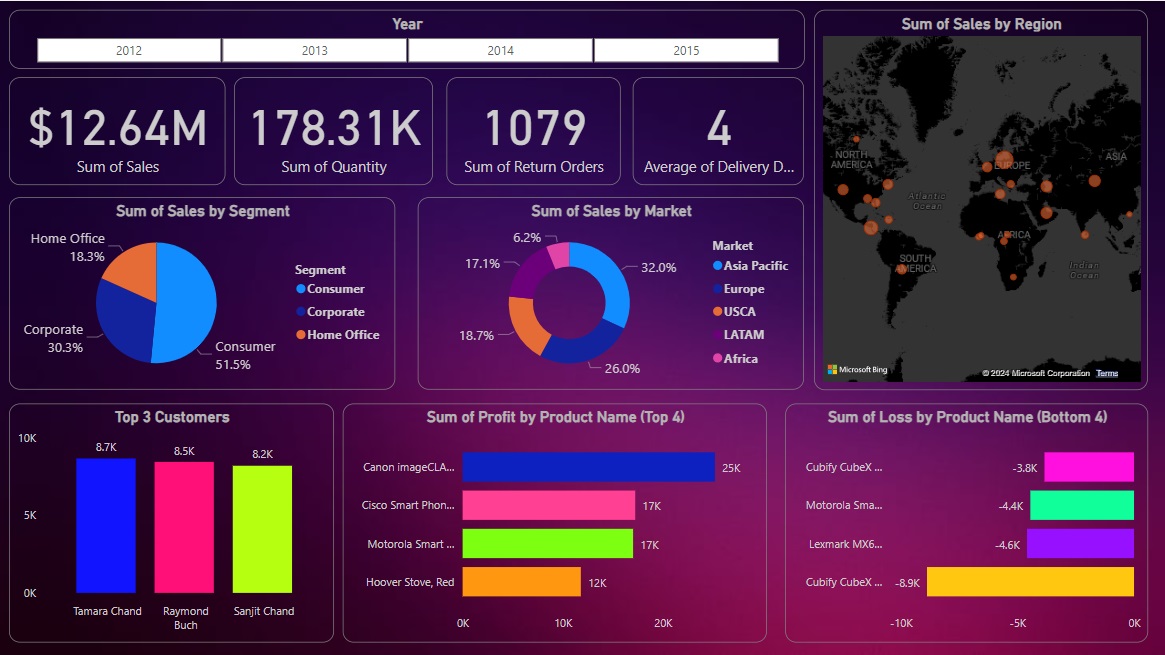 Year
2012 2013 2014 2015
$12.64M
Sum of Sales
178.31K
Sum of Quantity
1079
Sum of Return Orders
4
Average of Delivery D...
Sum of Sales by Region
NORTH
AMERICA
EUROPE
ASIA
Atlantic
Ocean
AFRICA
SOUTH
AMERICA
Indian
Ocean
Microsoft Bing
© 2024 Microsoft Corporation Terms
Sum of Sales by Segment
Home Office
18.3%
Corporate
30.3%
Consumer
51.5%
Segment
Consumer
Corporate
Home Office
Sum of Sales by Market
6.2%
17.1%
32.0%
18.7%
26.0%
Market
Asia Pacific
Europe
USCA
LATAM
Africa
Top 3 Customers
10K
5K
0K
8.7K
8.5K
8.2K
Tamara Chand
Raymond
Buch
Sanjit Chand
Sum of Profit by Product Name (Top 4)
Canon imageCLA... 25K
Cisco Smart Phon... 17K
Motorola Smart ... 17K
Hoover Stove, Red 12K
0K 10K 20K
Sum of Loss by Product Name (Bottom 4)
Cubify CubeX ... -3.8K
Motorola Sma... -4.4K
Lexmark MX6... -4.6K
Cubify CubeX ... -8.9K
-10K -5K 0K